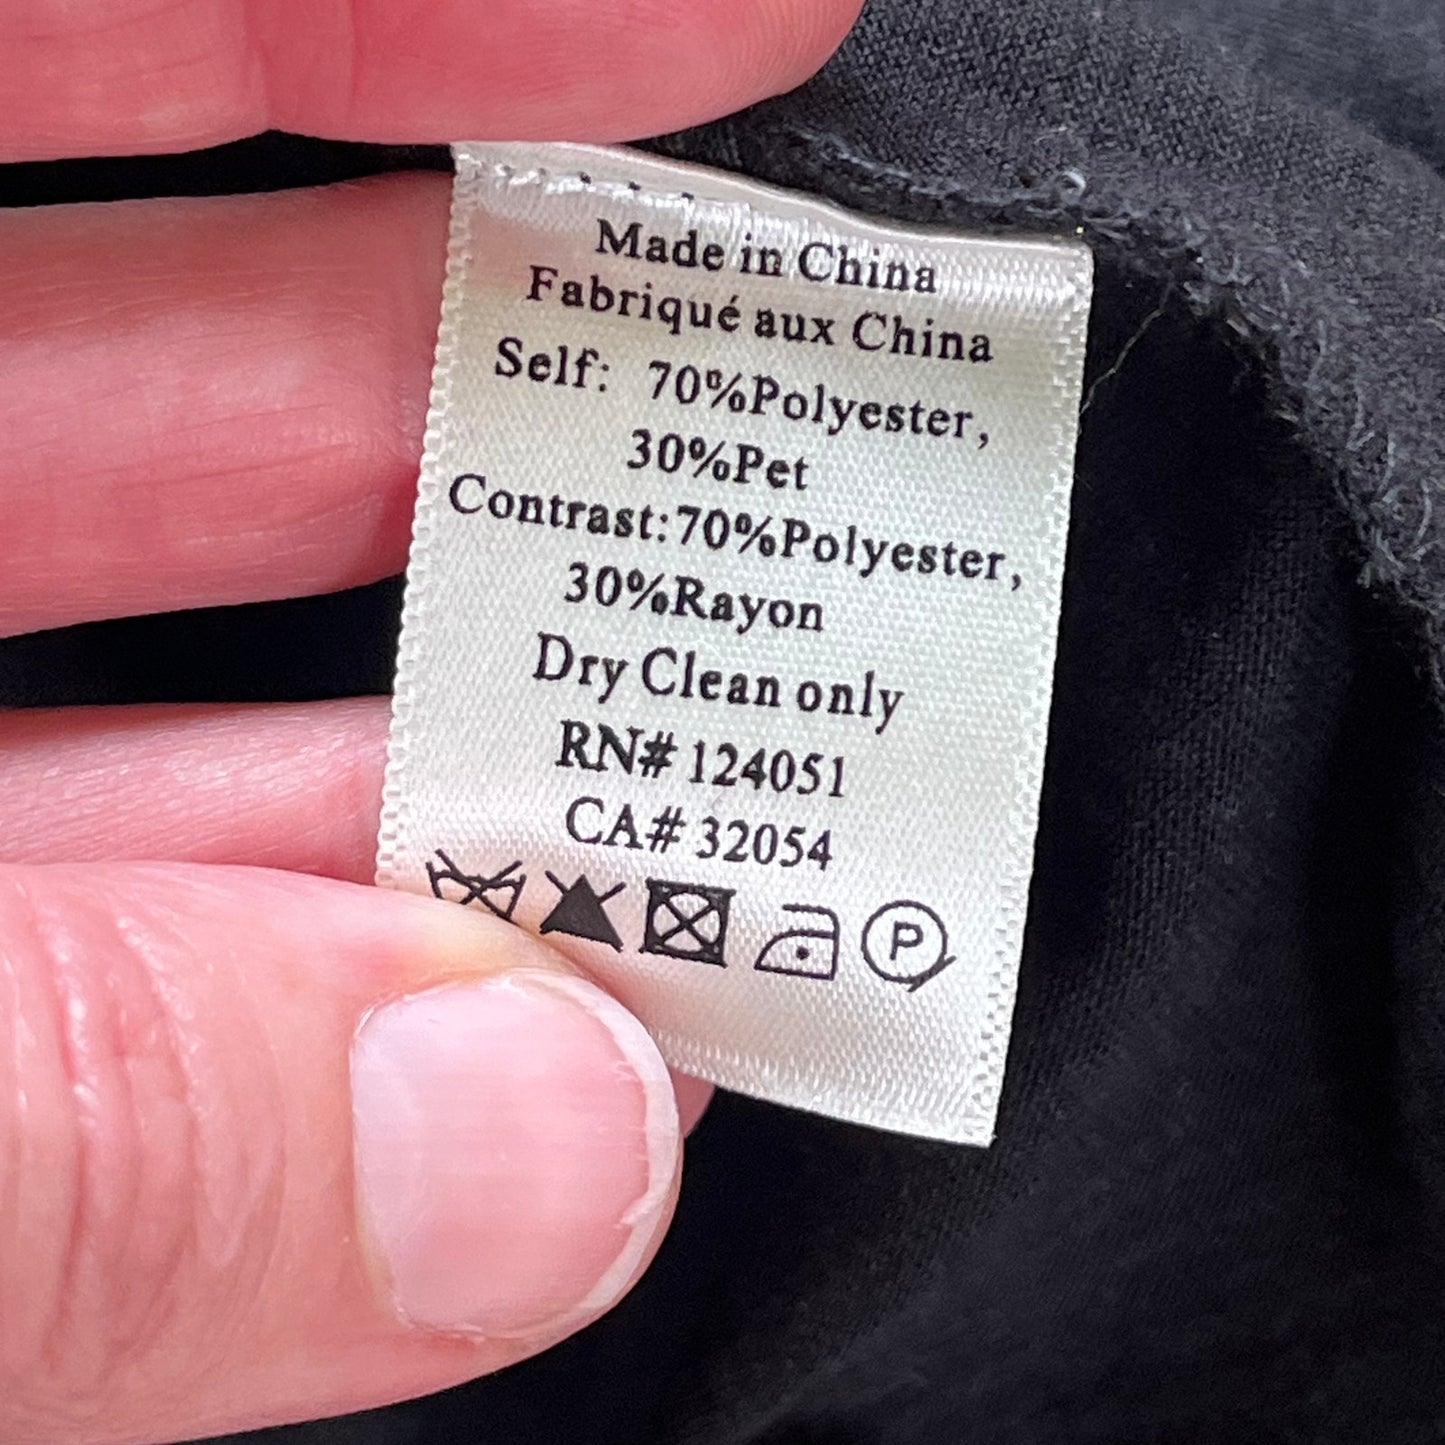 Made in China
Fabriqué aux China
Self: 70%Polyester,
30%Pet
Contrast:70%Polyester,
30%Rayon
Dry Clean only
RN# 124051
CA# 32054
P